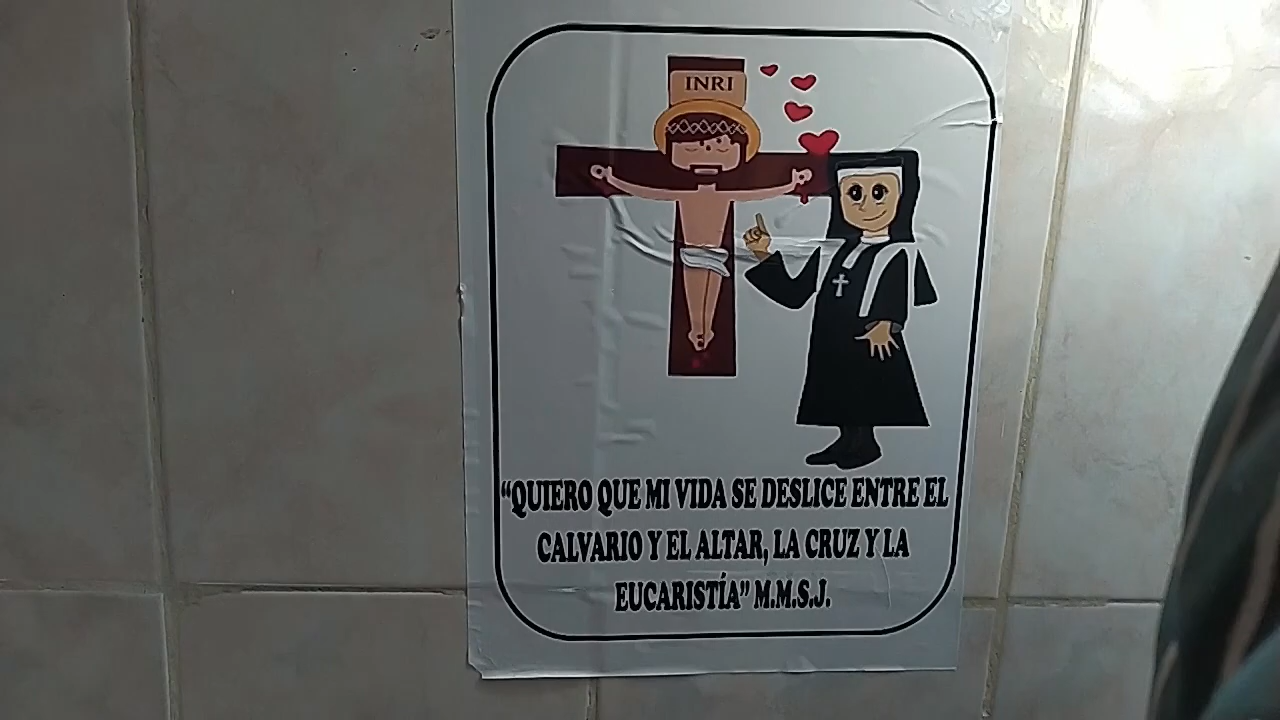 INRI
“QUIERO QUE MI VIDA SE DESLICE ENTRE EL
CALVARIO Y EL ALTAR, LA CRUZ Y LA
EUCARISTÍA” M.M.S.J.